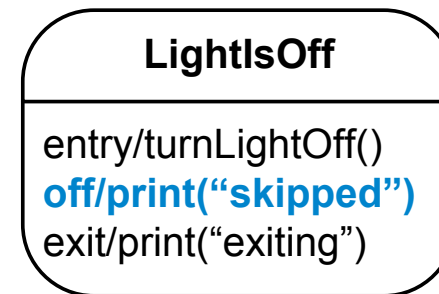 LightIsOff
entry/turnLightOff()
off/print(“skipped”)
exit/print(“exiting”)